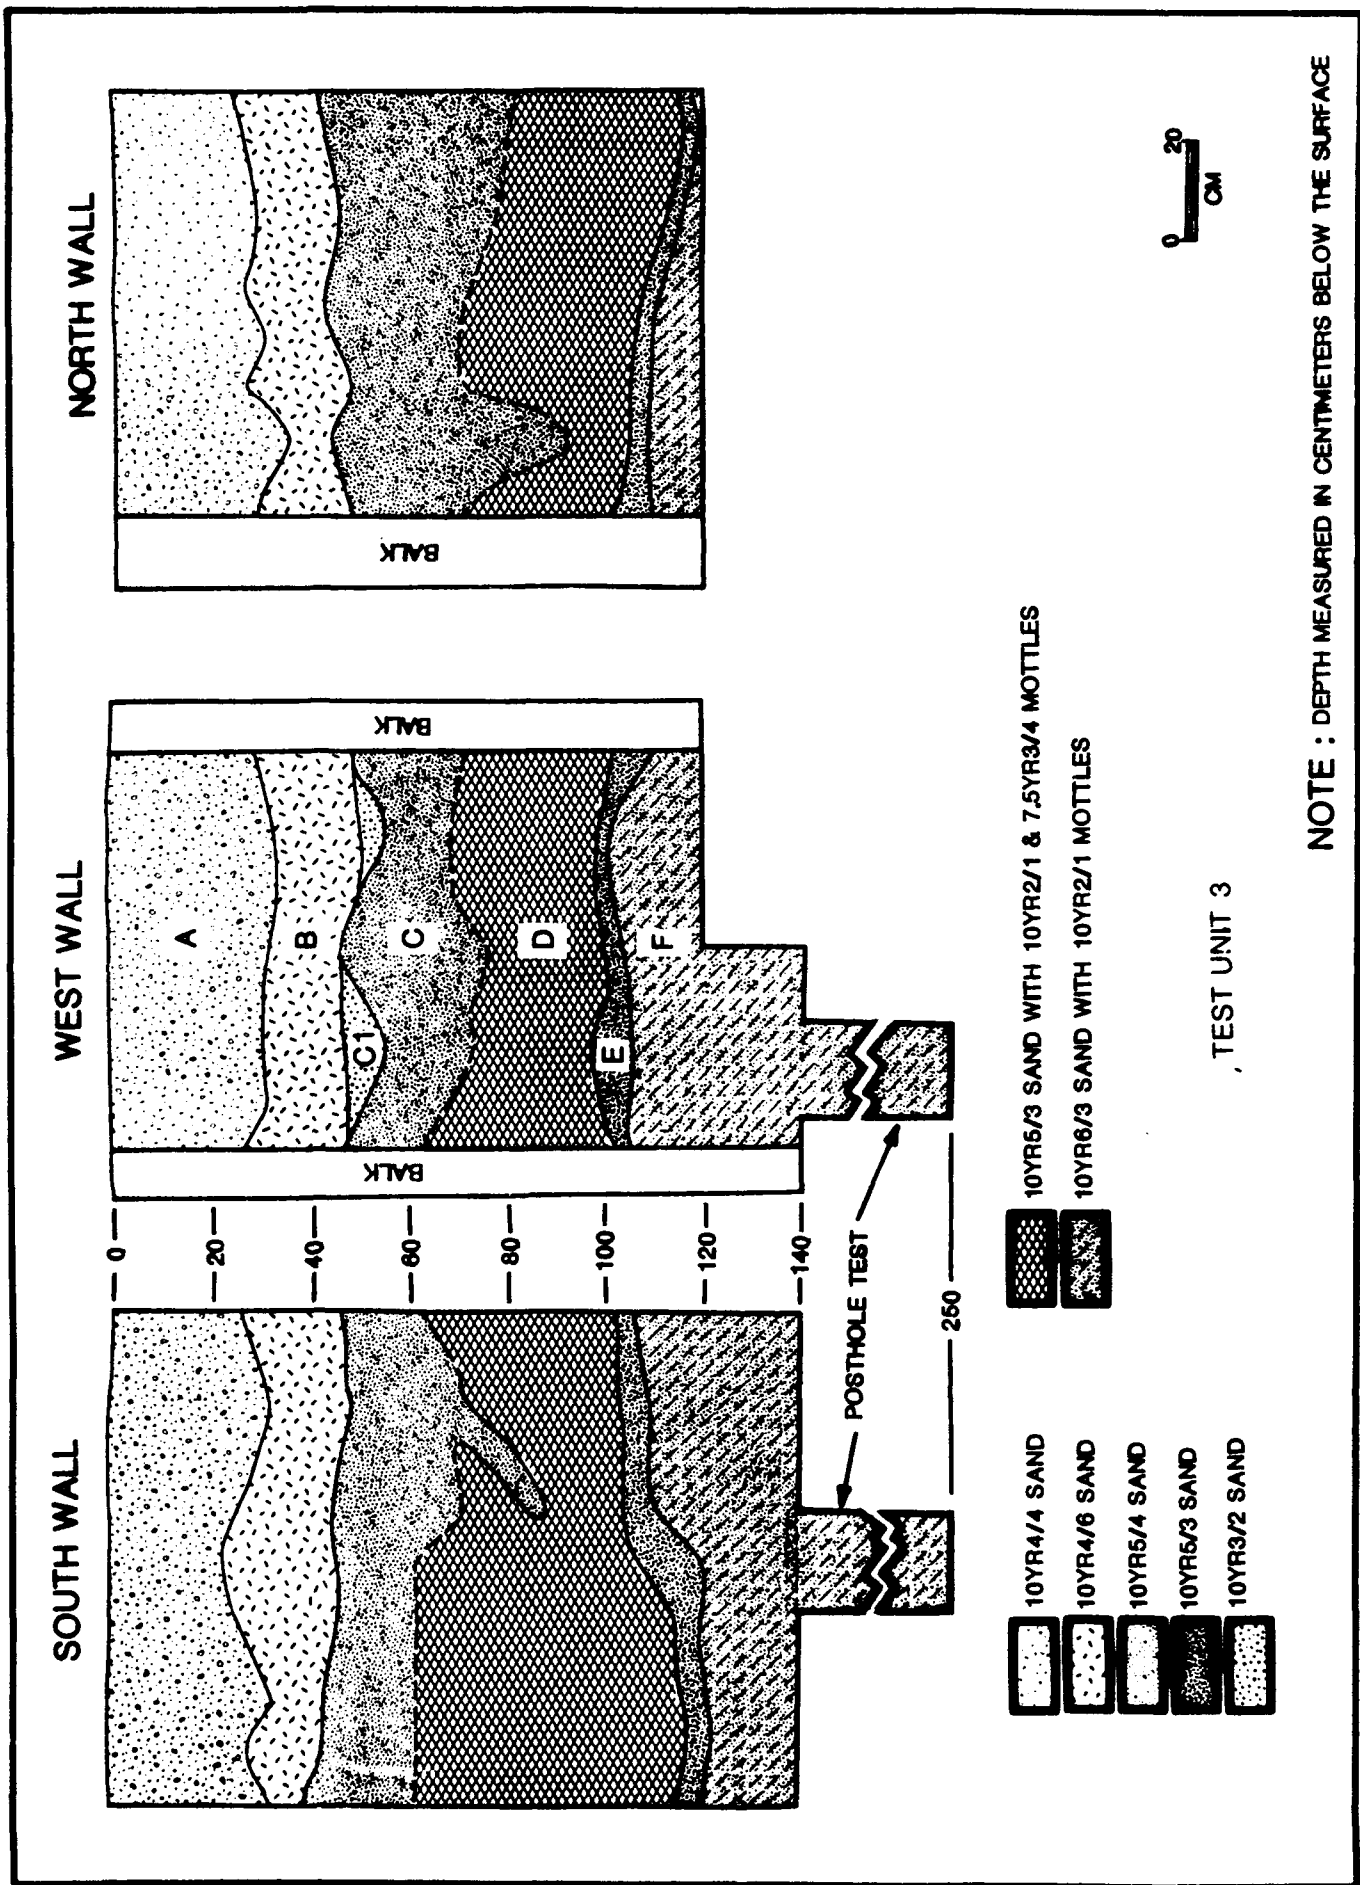 SOUTH WALL
WEST WALL
NORTH WALL
0
20
40
60
80
100
120
140
250
BALK
BALK
BALK
A
B
C1
C
D
E
F
POSTHOLE TEST
10YR4/4 SAND
10YR4/6 SAND
10YR5/4 SAND
10YR5/3 SAND
10YR3/2 SAND
10YR5/3 SAND WITH 10YR2/1 & 7.5YR3/4 MOTTLES
10YR6/3 SAND WITH 10YR2/1 MOTTLES
TEST UNIT 3
0 20
CM
NOTE : DEPTH MEASURED IN CENTIMETERS BELOW THE SURFACE